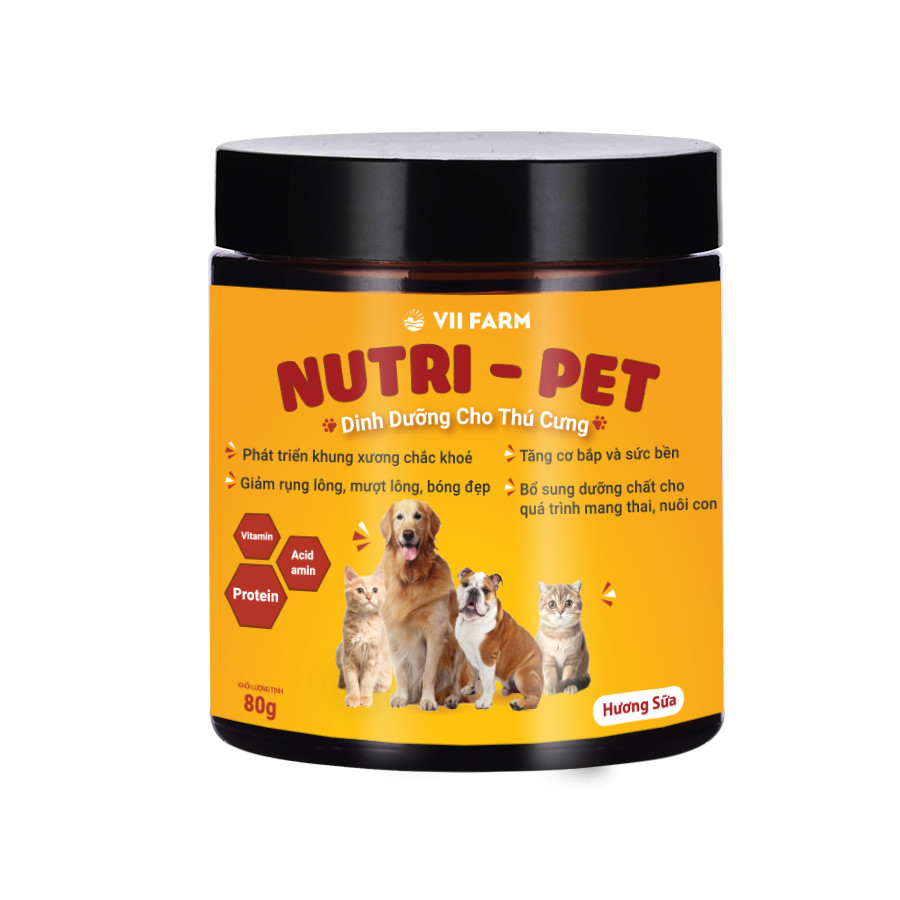 VII FARM
NUTRI - PET
Dinh Dưỡng Cho Thú Cưng
Phát triển khung xương chắc khoẻ
Giảm rụng lông, mượt lông, bóng đẹp
Tăng cơ bắp và sức bền
Bổ sung dưỡng chất cho
quá trình mang thai, nuôi con
Vitamin
Acid
amin
Protein
KHỐI LƯỢNG TỊNH
80g
Hương Sữa